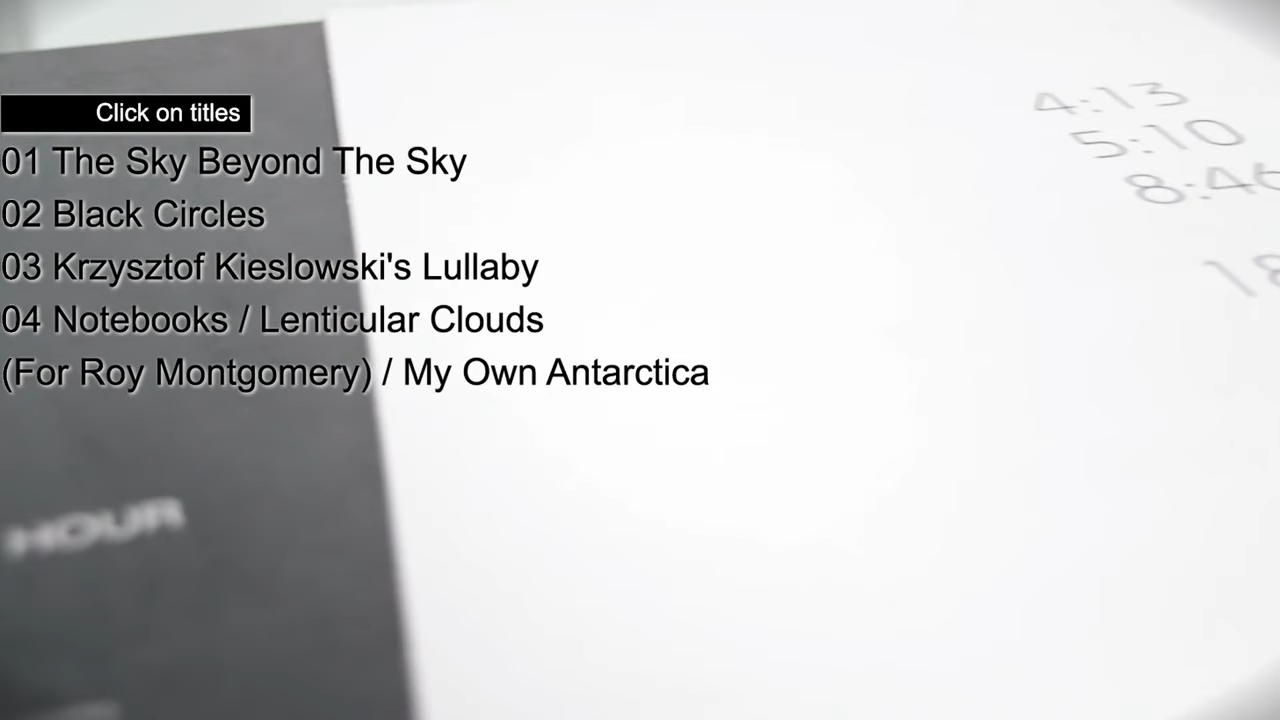 Click on titles
01 The Sky Beyond The Sky
02 Black Circles
03 Krzysztof Kieslowski's Lullaby
04 Notebooks / Lenticular Clouds
(For Roy Montgomery) / My Own Antarctica
4:13
5:10
8:46
18
HOUR